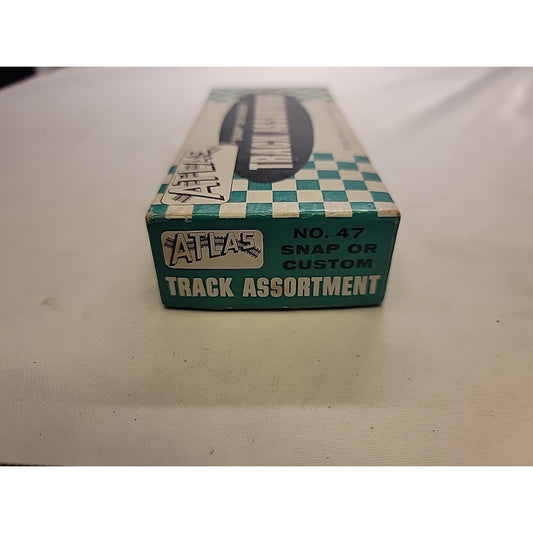 TRACK ASSORTMENT
ATLAS
ATLAS
NO. 47
SNAP OR
CUSTOM
TRACK ASSORTMENT